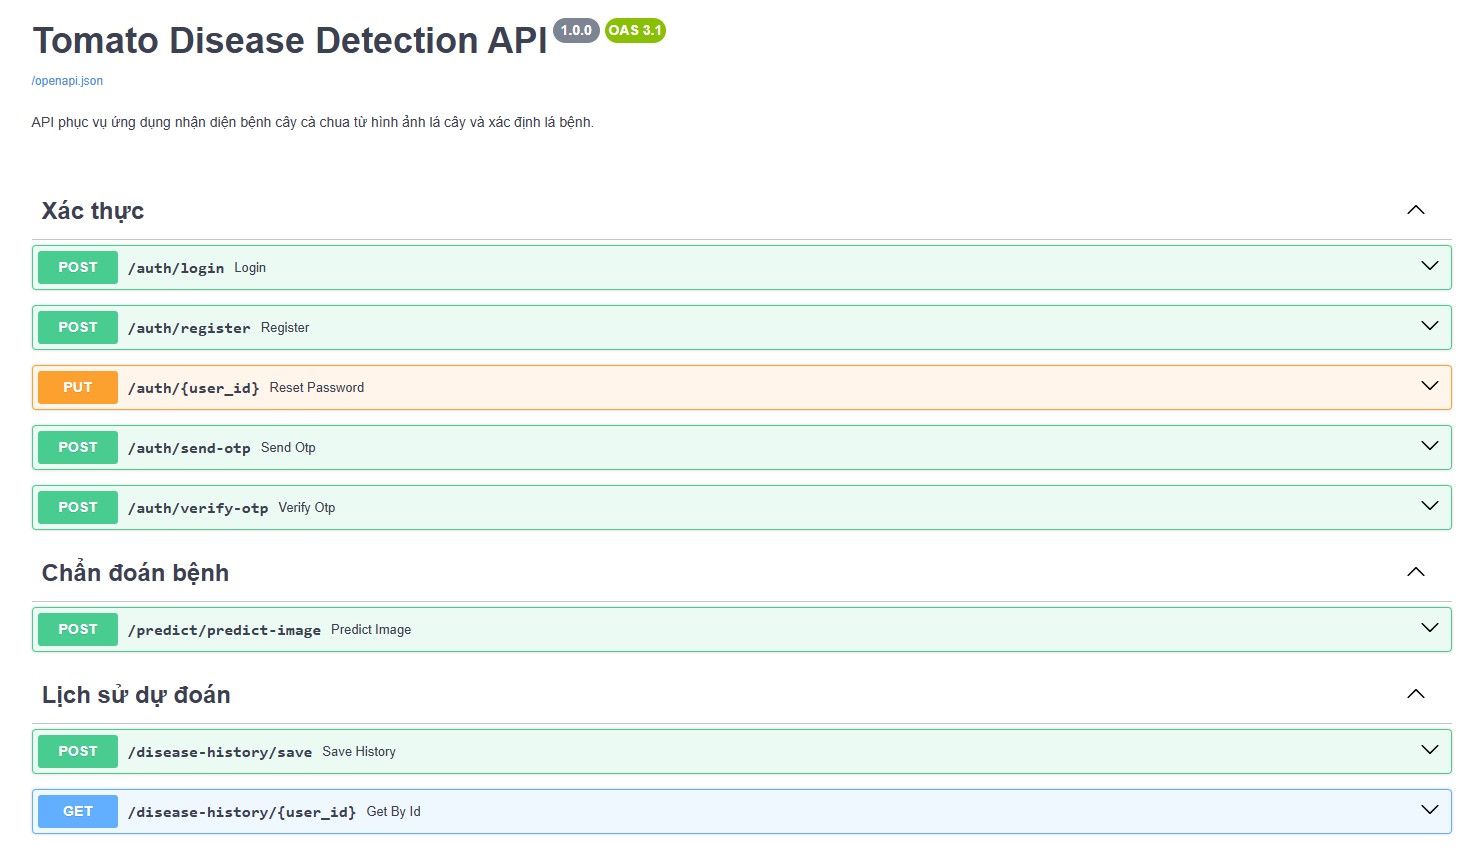 Tomato Disease Detection API 1.0.0 OAS 3.1
/openapi.json
API phục vụ ứng dụng nhận diện bệnh cây cà chua từ hình ảnh lá cây và xác định lá bệnh.
Xác thực
POST /auth/login Login
POST /auth/register Register
PUT /auth/{user_id} Reset Password
POST /auth/send-otp Send Otp
POST /auth/verify-otp Verify Otp
Chẩn đoán bệnh
POST /predict/predict-image Predict Image
Lịch sử dự đoán
POST /disease-history/save Save History
GET /disease-history/{user_id} Get By Id